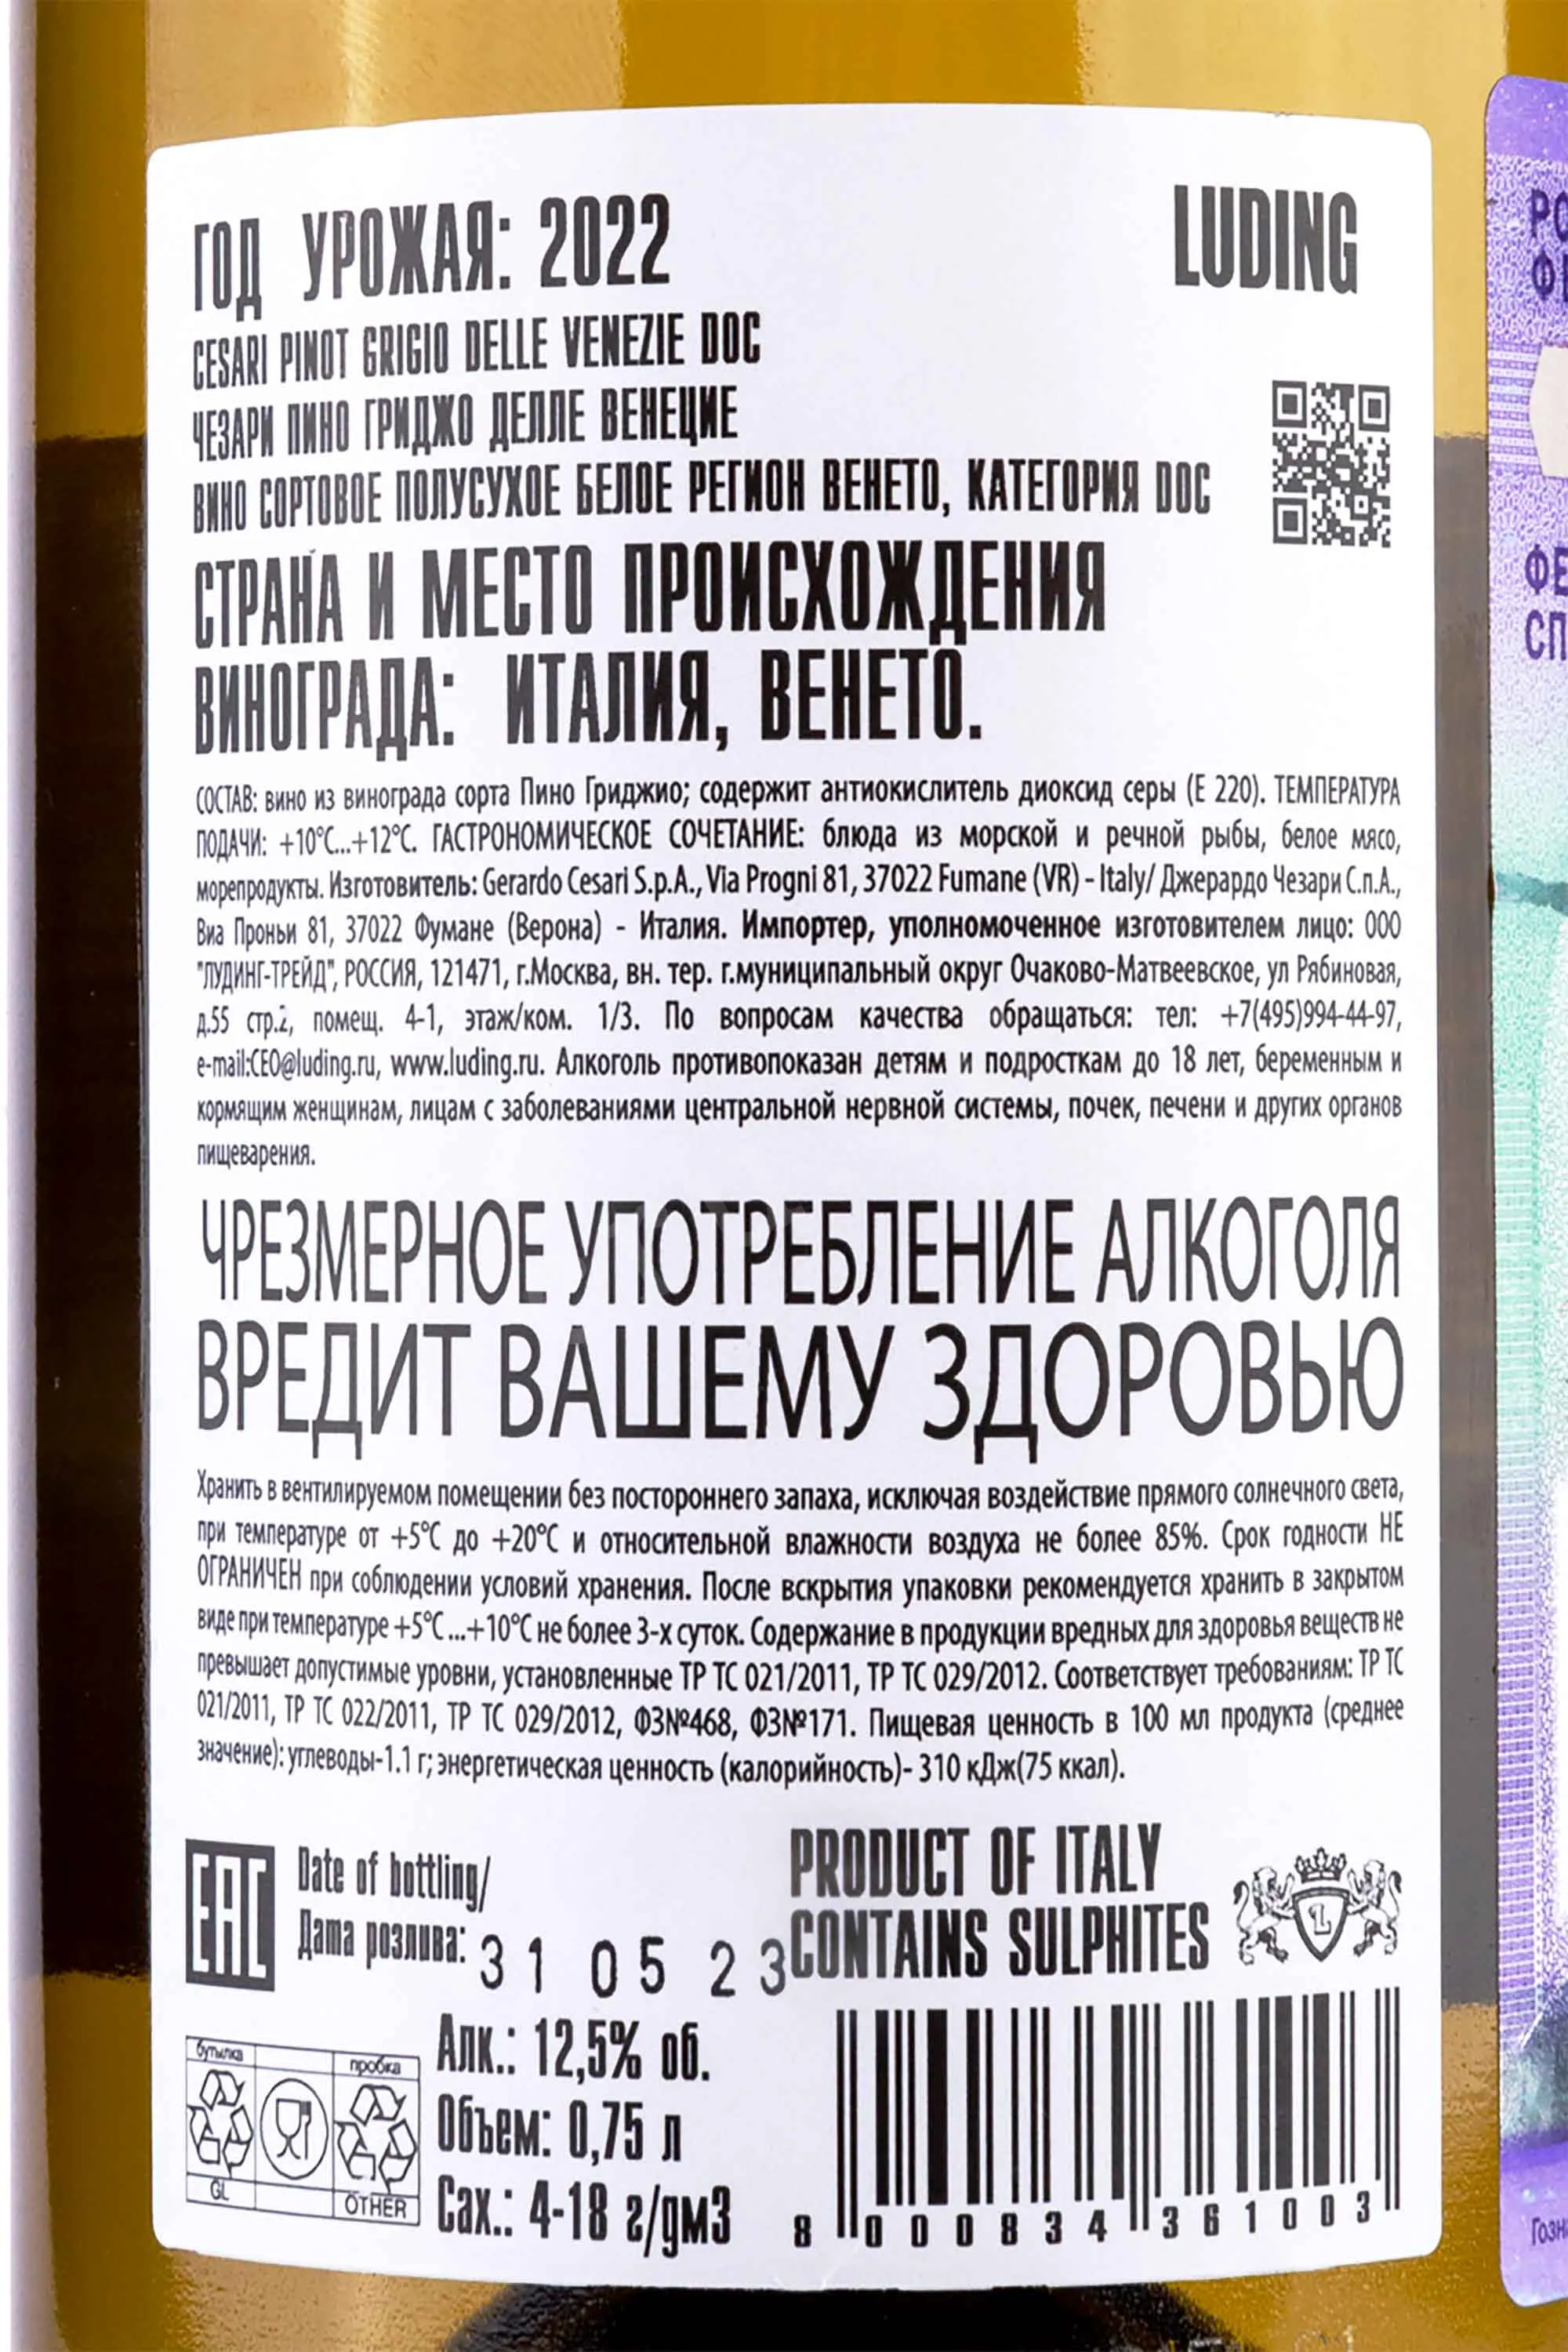 ГОД УРОЖАЯ: 2022
LUDING
CESARI PINOT GRIGIO DELLE VENEZIE DOC
ЧЕЗАРИ ПИНО ГРИДЖО ДЕЛЛЕ ВЕНЕЦИЕ
ВИНО СОРТОВОЕ ПОЛУСУХОЕ БЕЛОЕ РЕГИОН ВЕНЕТО, КАТЕГОРИЯ DOC
СТРАНА И МЕСТО ПРОИСХОЖДЕНИЯ
ВИНОГРАДА: ИТАЛИЯ, ВЕНЕТО.
СОСТАВ: вино из винограда сорта Пино Гриджио; содержит антиокислитель диоксид серы (Е 220). ТЕМПЕРАТУРА
ПОДАЧИ: +10°С...+12°С. ГАСТРОНОМИЧЕСКОЕ СОЧЕТАНИЕ: блюда из морской и речной рыбы, белое мясо,
морепродукты. Изготовитель: Gerardo Cesari S.p.A., Via Progni 81, 37022 Fumane (VR) - Italy/ Джерардо Чезари С.п.А.,
Виа Проньи 81, 37022 Фумане (Верона) - Италия. Импортер, уполномоченное изготовителем лицо: ООО
"ЛУДИНГ-ТРЕЙД", РОССИЯ, 121471, г.Москва, вн. тер. г.муниципальный округ Очаково-Матвеевское, ул Рябиновая,
д.55 стр.2, помещ. 4-1, этаж/ком. 1/3. По вопросам качества обращаться: тел: +7(495)994-44-97,
e-mail:CEO@luding.ru, www.luding.ru. Алкоголь противопоказан детям и подросткам до 18 лет, беременным и
кормящим женщинам, лицам с заболеваниями центральной нервной системы, почек, печени и других органов
пищеварения.
ЧРЕЗМЕРНОЕ УПОТРЕБЛЕНИЕ АЛКОГОЛЯ
ВРЕДИТ ВАШЕМУ ЗДОРОВЬЮ
Хранить в вентилируемом помещении без постороннего запаха, исключая воздействие прямого солнечного света,
при температуре от +5°С до +20°С и относительной влажности воздуха не более 85%. Срок годности НЕ
ОГРАНИЧЕН при соблюдении условий хранения. После вскрытия упаковки рекомендуется хранить в закрытом
виде при температуре +5°С...+10°С не более 3-х суток. Содержание в продукции вредных для здоровья веществ не
превышает допустимые уровни, установленные ТР ТС 021/2011, ТР ТС 029/2012. Соответствует требованиям: ТР ТС
021/2011, ТР ТС 022/2011, ТР ТС 029/2012, ФЗ№468, ФЗ№171. Пищевая ценность в 100 мл продукта (среднее
значение): углеводы-1.1 г; энергетическая ценность (калорийность)- 310 кДж(75 ккал).
EAC
Date of bottling/
Дата розлива: 31 05 23
PRODUCT OF ITALY
CONTAINS SULPHITES
L
бутылка
пробка
GL
OTHER
Алк.: 12,5% об.
Объем: 0,75 л
Сах.: 4-18 г/дм3
8 000834 361003
РО
ФЕ
СП
Гозн